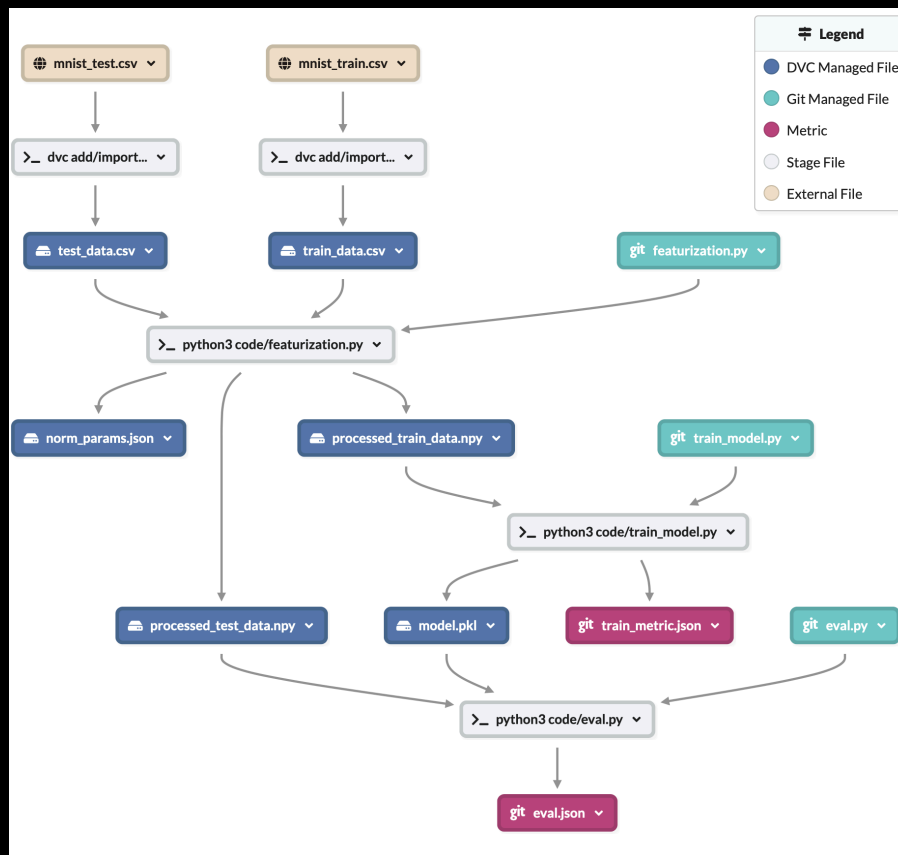 Legend
DVC Managed File
Git Managed File
Metric
Stage File
External File
mnist_test.csv
mnist_train.csv
>_ dvc add/import...
>_ dvc add/import...
test_data.csv
train_data.csv
git featurization.py
>_ python3 code/featurization.py
norm_params.json
processed_train_data.npy
git train_model.py
>_ python3 code/train_model.py
processed_test_data.npy
model.pkl
git train_metric.json
git eval.py
>_ python3 code/eval.py
git eval.json